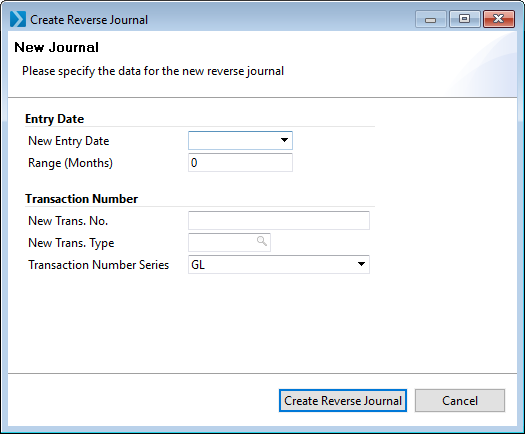 Create Reverse Journal
New Journal
Please specify the data for the new reverse journal
Entry Date
New Entry Date
Range (Months) 0
Transaction Number
New Trans. No.
New Trans. Type
Transaction Number Series GL
Create Reverse Journal Cancel